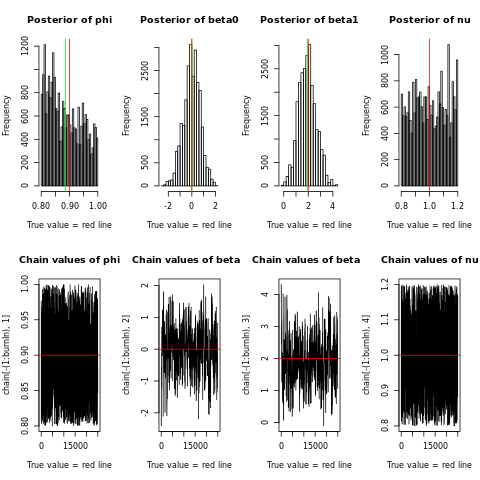 Posterior of phi
Posterior of beta0
Posterior of beta1
Posterior of nu
Frequency
0 200 400 600 800 1200
0.80 0.90 1.00
True value = red line
Frequency
0 500 1500 2500
-2 0 2
True value = red line
Frequency
0 500 1500 2500
0 2 4
True value = red line
Frequency
0 200 400 600 800 1000
0.8 1.0 1.2
True value = red line
Chain values of phi
Chain values of beta
Chain values of beta
Chain values of nu
chain[-(1:burnIn), 1]
0.80 0.85 0.90 0.95 1.00
0 15000
True value = red line
chain[-(1:burnIn), 2]
-2 -1 0 1 2
0 15000
True value = red line
chain[-(1:burnIn), 3]
0 1 2 3 4
0 15000
True value = red line
chain[-(1:burnIn), 4]
0.8 0.9 1.0 1.1 1.2
0 15000
True value = red line